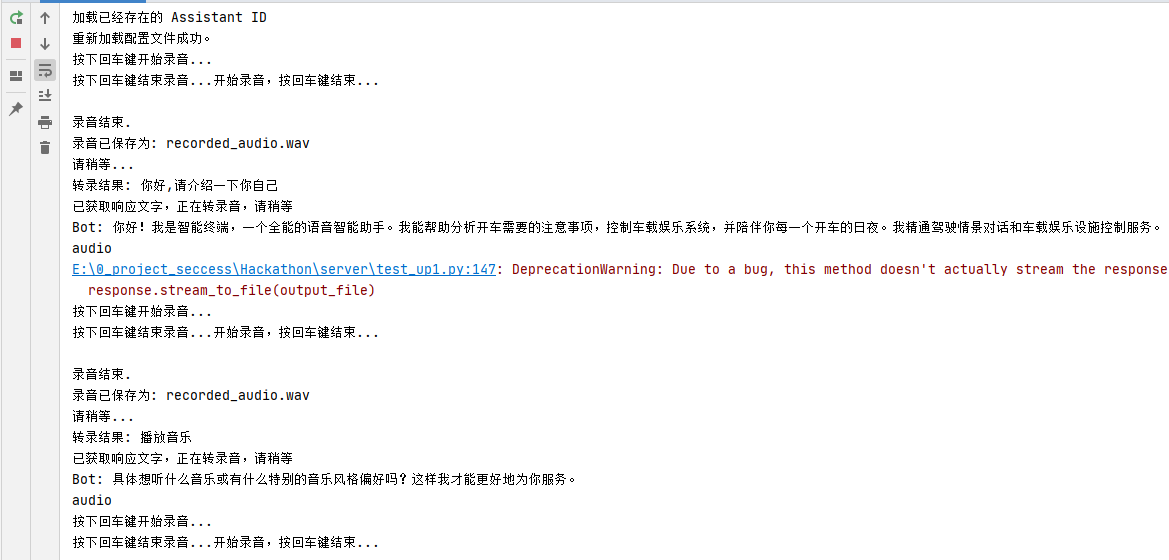 加载已经存在的 Assistant ID
重新加载配置文件成功。
按下回车键开始录音...
按下回车键结束录音...开始录音，按回车键结束...
录音结束.
录音已保存为: recorded_audio.wav
请稍等...
转录结果: 你好,请介绍一下你自己
已获取响应文字，正在转录音，请稍等
Bot: 你好！我是智能终端，一个全能的语音智能助手。我能帮助分析开车需要的注意事项，控制车载娱乐系统，并陪伴你每一个开车的日夜。我精通驾驶情景对话和车载娱乐设施控制服务。
audio
E:\0_project_seccess\Hackathon\server\test_up1.py:147: DeprecationWarning: Due to a bug, this method doesn't actually stream the response
response.stream_to_file(output_file)
按下回车键开始录音...
按下回车键结束录音...开始录音，按回车键结束...
录音结束.
录音已保存为: recorded_audio.wav
请稍等...
转录结果: 播放音乐
已获取响应文字，正在转录音，请稍等
Bot: 具体想听什么音乐或有什么特别的音乐风格偏好吗？这样我才能更好地为你服务。
audio
按下回车键开始录音...
按下回车键结束录音...开始录音，按回车键结束...